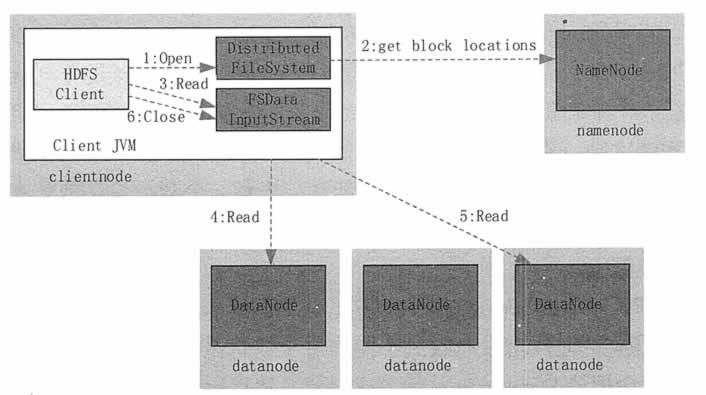 HDFS
Client
1:Open
3:Read
6:Close
Distributed
FileSystem
FSData
InputStream
Client JVM
clientnode
2:get block locations
NameNode
namenode
4:Read
5:Read
DataNode
datanode
DataNode
datanode
DataNode
datanode